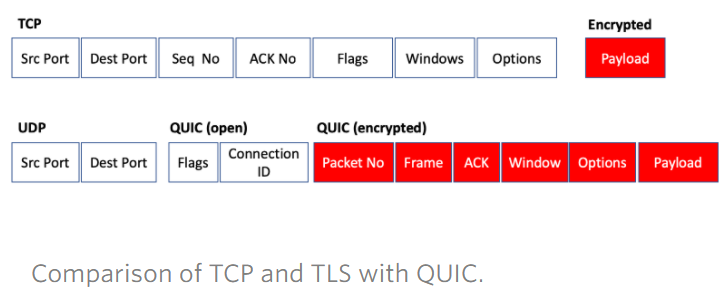 TCP Encrypted
Src Port Dest Port Seq No ACK No Flags Windows Options Payload
UDP QUIC (open) QUIC (encrypted)
Src Port Dest Port Flags Connection ID Packet No Frame ACK Window Options Payload
Comparison of TCP and TLS with QUIC.